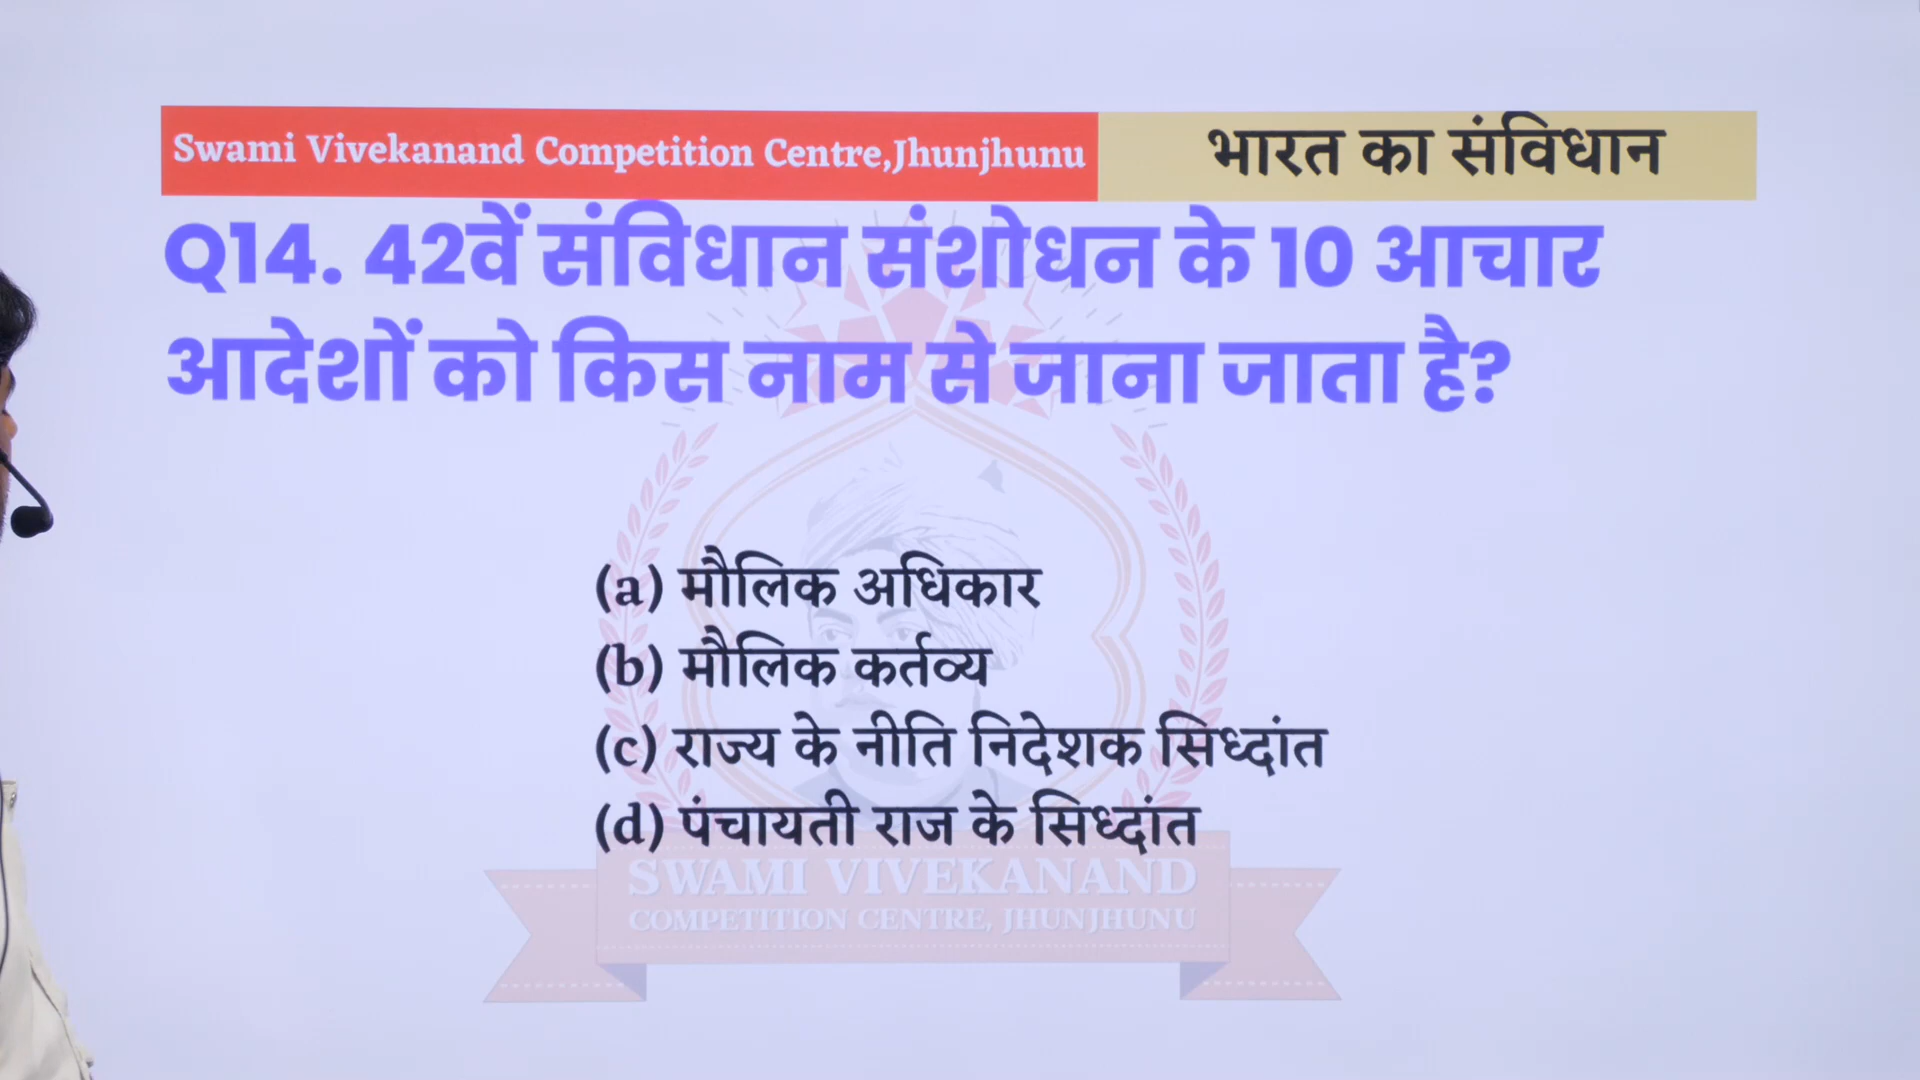 Swami Vivekanand Competition Centre,Jhunjhunu
भारत का संविधान
Q14. 42वें संविधान संशोधन के 10 आचार
आदेशों को किस नाम से जाना जाता है?
(a) मौलिक अधिकार
(b) मौलिक कर्तव्य
(c) राज्य के नीति निदेशक सिध्दांत
(d) पंचायती राज के सिध्दांत
SWAMI VIVEKANAND
COMPETITION CENTRE, JHUNJHUNU